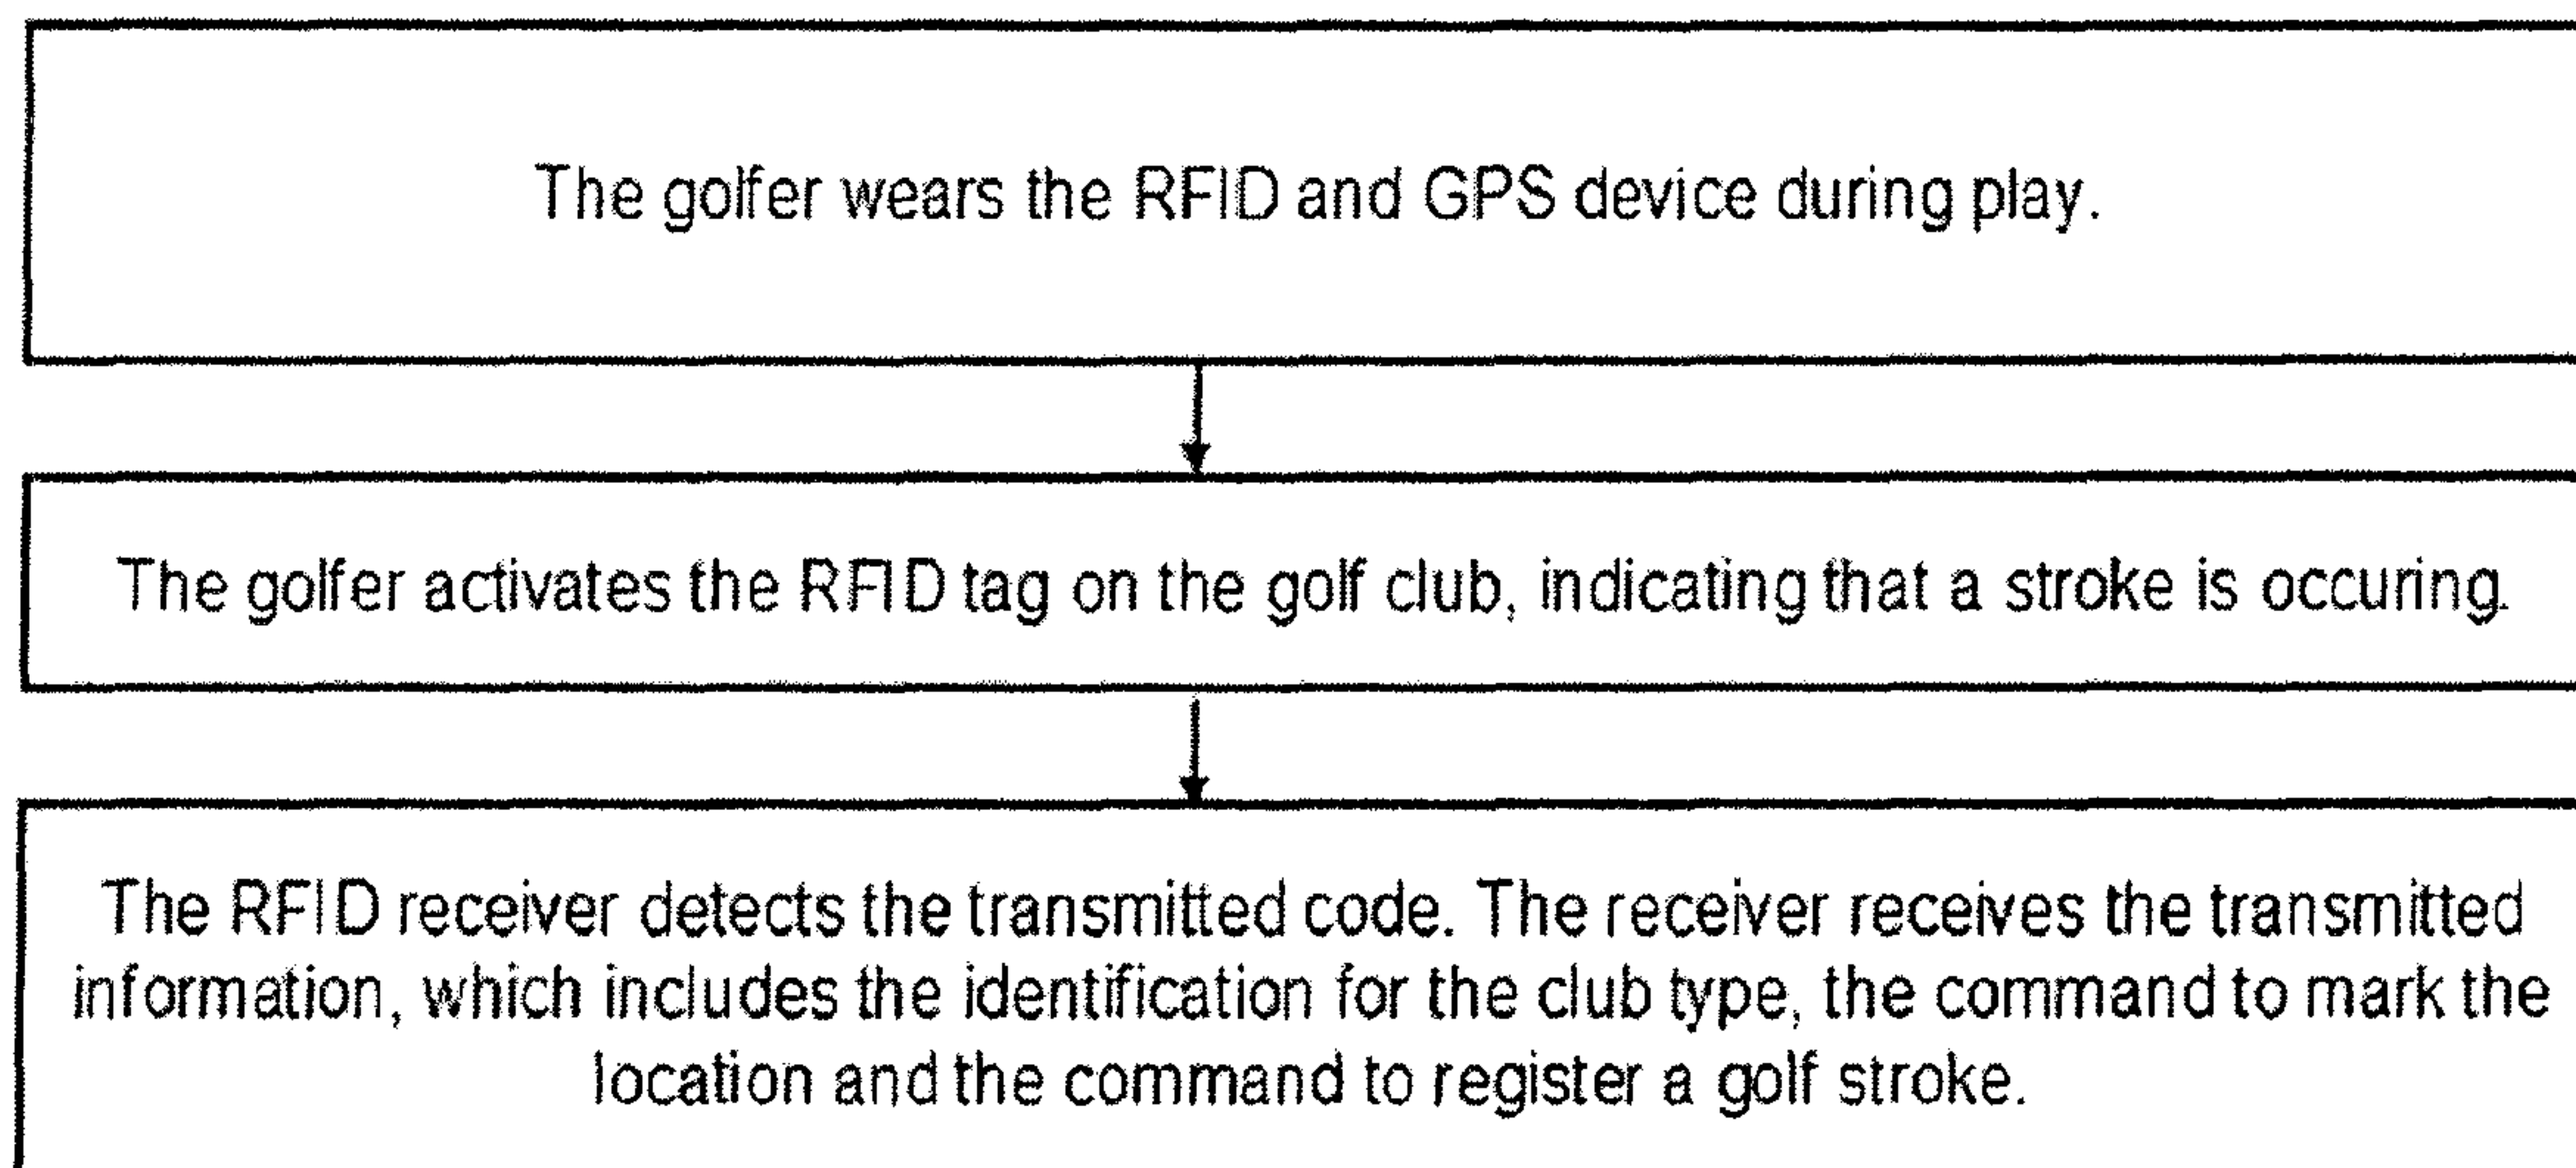 The golfer wears the RFID and GPS device during play.
The golfer activates the RFID tag on the golf club, indicating that a stroke is occuring.
The RFID receiver detects the transmitted code. The receiver receives the transmitted
information, which includes the identification for the club type, the command to mark the
location and the command to register a golf stroke.